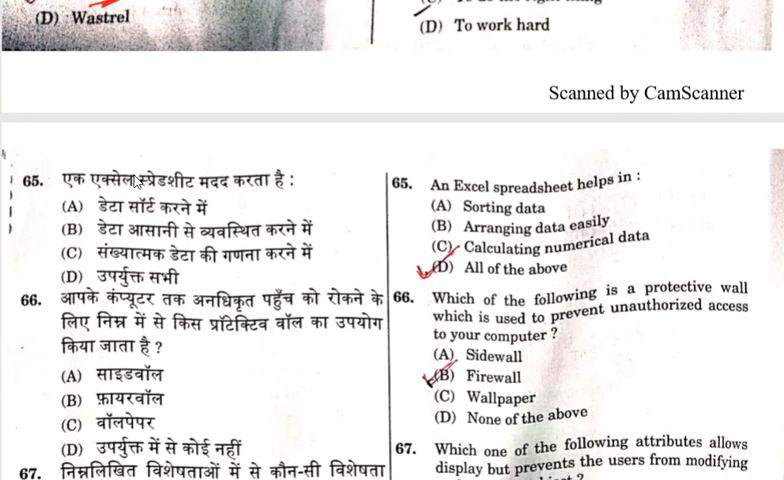 (D) Wastrel
(D) To work hard
Scanned by CamScanner
65. एक एक्सेल स्प्रेडशीट मदद करता है :
(A) डेटा सॉर्ट करने में
(B) डेटा आसानी से व्यवस्थित करने में
(C) संख्यात्मक डेटा की गणना करने में
(D) उपर्युक्त सभी
66. आपके कंप्यूटर तक अनधिकृत पहुँच को रोकने के
लिए निम्न में से किस प्रॉटेक्टिव वॉल का उपयोग
किया जाता है ?
(A) साइडवॉल
(B) फ़ायरवॉल
(C) वॉलपेपर
(D) उपर्युक्त में से कोई नहीं
67. निम्नलिखित विशेषताओं में से कौन-सी विशेषता
65. An Excel spreadsheet helps in :
(A) Sorting data
(B) Arranging data easily
(C) Calculating numerical data
(D) All of the above
66. Which of the following is a protective wall
which is used to prevent unauthorized access
to your computer ?
(A) Sidewall
(B) Firewall
(C) Wallpaper
(D) None of the above
67. Which one of the following attributes allows
display but prevents the users from modifying